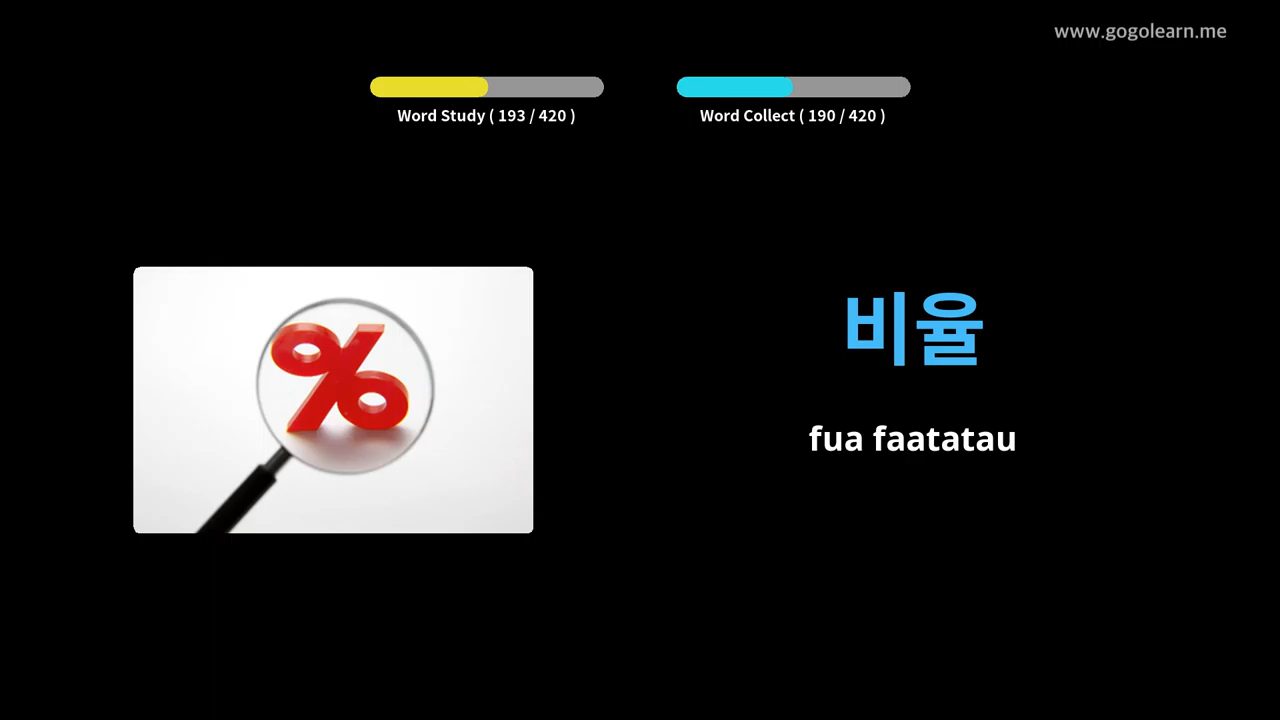 www.gogolearn.me
Word Study ( 193 / 420 )
Word Collect ( 190 / 420 )
%
비율
fua faatatau